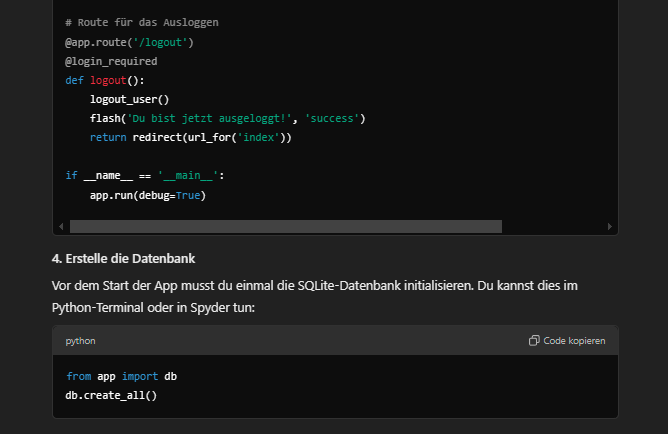 # Route für das Ausloggen
@app.route('/logout')
@login_required
def logout():
    logout_user()
    flash('Du bist jetzt ausgeloggt!', 'success')
    return redirect(url_for('index'))
if __name__ == '__main__':
    app.run(debug=True)
4. Erstelle die Datenbank
Vor dem Start der App musst du einmal die SQLite-Datenbank initialisieren. Du kannst dies im
Python-Terminal oder in Spyder tun:
python Code kopieren
from app import db
db.create_all()